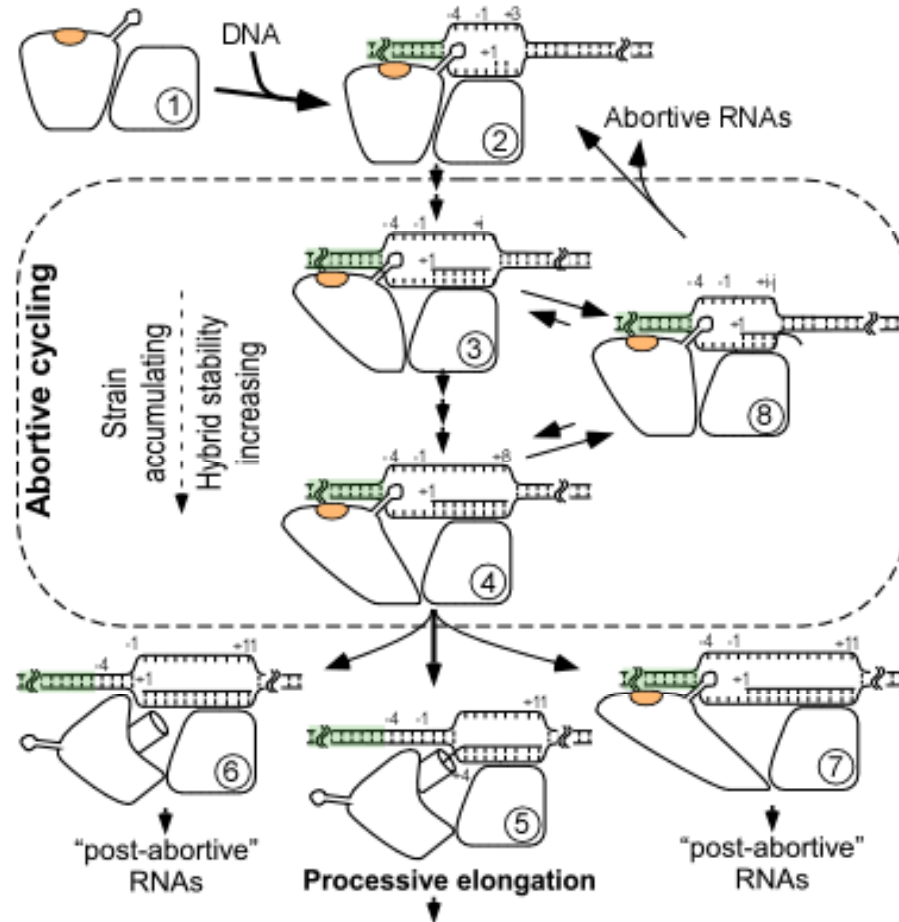 DNA
-4 -1 +3
+1
1
2
Abortive RNAs
-4 -1 +i
+1
3
-4 -1 +i-j
+1
8
Abortive cycling
Strain
accumulating
Hybrid stability
increasing
-4 -1 +8
+1
4
-1 +11
-4
+1
6
-4 -1 +11
+4
5
-4 -1 +11
+1
7
"post-abortive"
RNAs
Processive elongation
"post-abortive"
RNAs